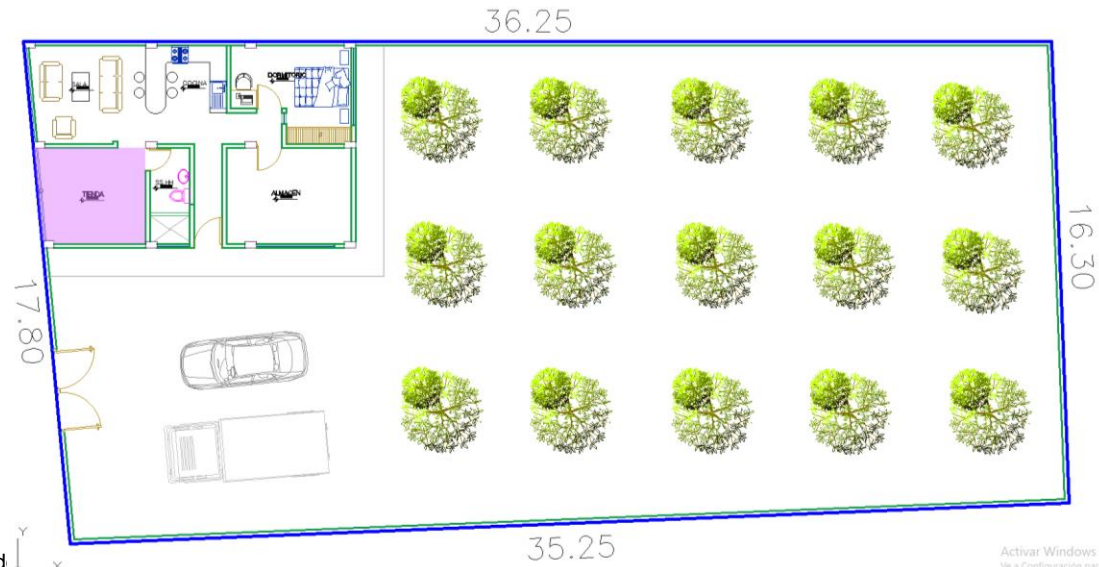 36.25
SALA
COCINA
DORMITORIO
TIENDA
SS.HH
ALMACEN
16.30
17.80
35.25
Y
X
Activar Windows